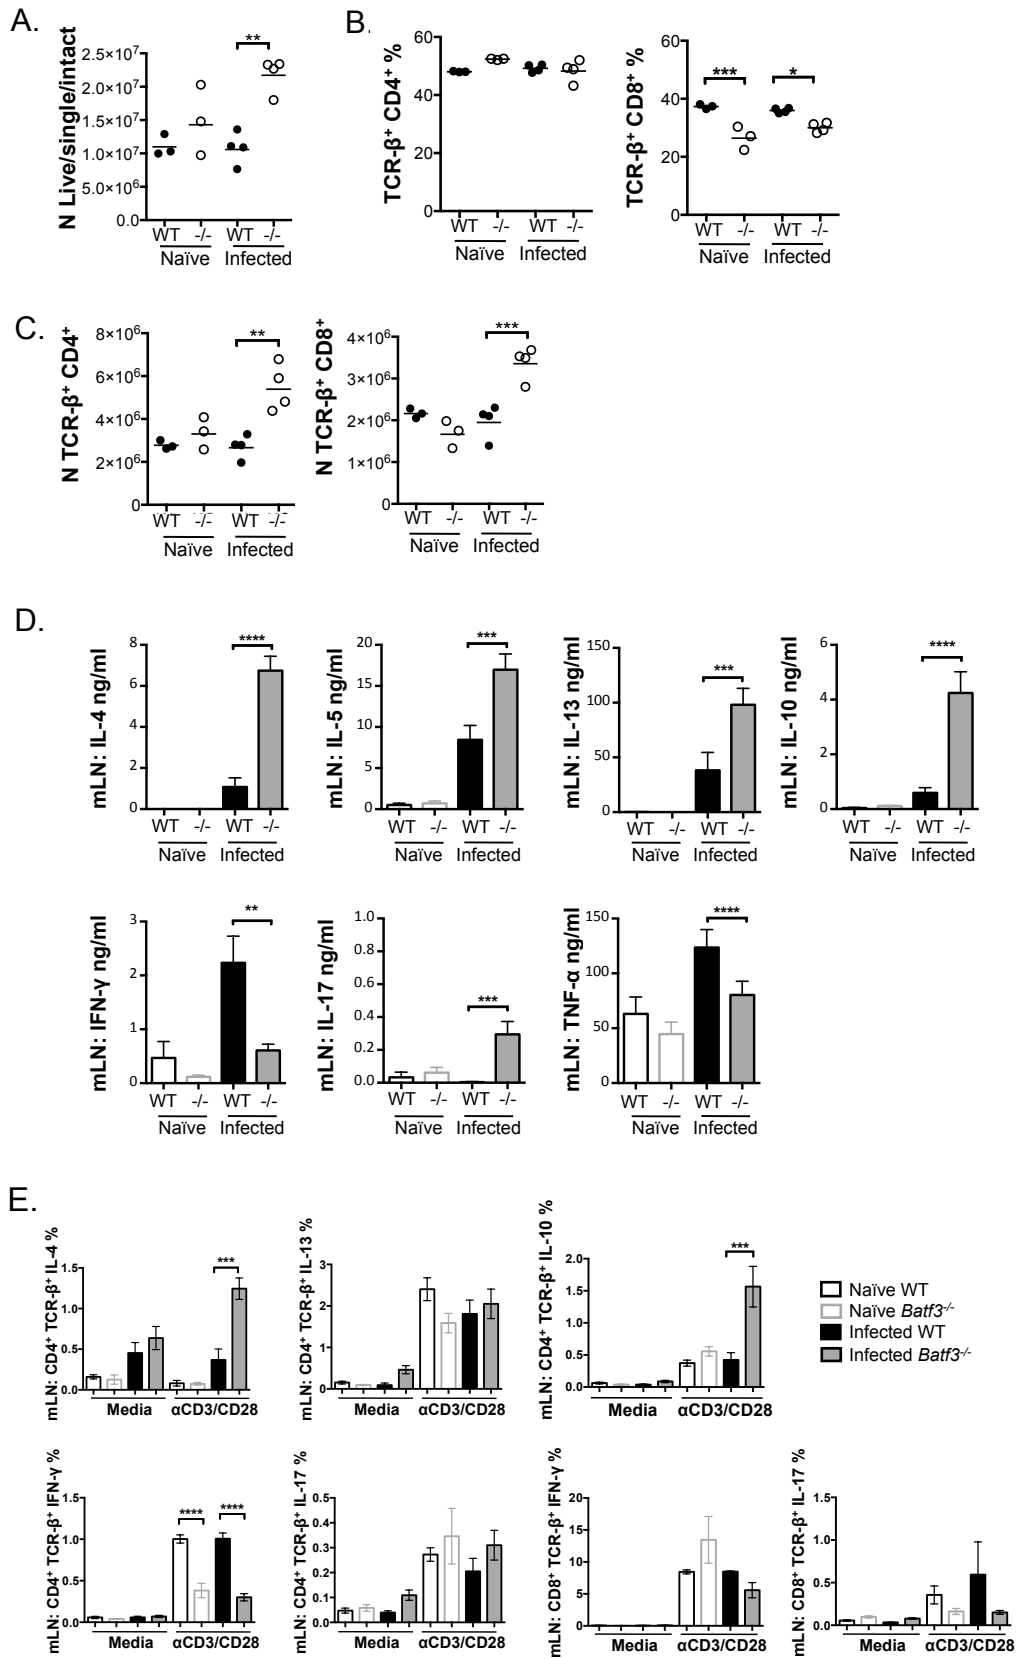 A.
N Live/single/intact
2.5×10⁷
2.0×10⁷
1.5×10⁷
1.0×10⁷
5.0×10⁶
0.0
**
WT -/- WT -/-
Naïve Infected
B.
TCR-β⁺ CD4⁺ %
60
40
20
0
WT -/- WT -/-
Naïve Infected
TCR-β⁺ CD8⁺ %
60
40
20
0
*** *
WT -/- WT -/-
Naïve Infected
C.
N TCR-β⁺ CD4⁺
8×10⁶
6×10⁶
4×10⁶
2×10⁶
0
**
WT -/- WT -/-
Naïve Infected
N TCR-β⁺ CD8⁺
4×10⁶
3×10⁶
2×10⁶
1×10⁶
0
***
WT -/- WT -/-
Naïve Infected
D.
mLN: IL-4 ng/ml
8
6
4
2
0
****
WT -/- WT -/-
Naïve Infected
mLN: IL-5 ng/ml
20
15
10
5
0
***
WT -/- WT -/-
Naïve Infected
mLN: IL-13 ng/ml
150
100
50
0
***
WT -/- WT -/-
Naïve Infected
mLN: IL-10 ng/ml
6
4
2
0
****
WT -/- WT -/-
Naïve Infected
mLN: IFN-γ ng/ml
3
2
1
0
**
WT -/- WT -/-
Naïve Infected
mLN: IL-17 ng/ml
1.0
0.8
0.6
0.4
0.2
0.0
***
WT -/- WT -/-
Naïve Infected
mLN: TNF-α ng/ml
150
100
50
0
****
WT -/- WT -/-
Naïve Infected
E.
mLN: CD4⁺ TCR-β⁺ IL-4 %
1.5
1.0
0.5
0.0
***
Media αCD3/CD28
mLN: CD4⁺ TCR-β⁺ IL-13 %
3
2
1
0
Media αCD3/CD28
mLN: CD4⁺ TCR-β⁺ IL-10 %
2.0
1.5
1.0
0.5
0.0
***
Media αCD3/CD28
Naïve WT
Naïve Batf3⁻/⁻
Infected WT
Infected Batf3⁻/⁻
mLN: CD4⁺ TCR-β⁺ IFN-γ %
1.5
1.0
0.5
0.0
**** ****
Media αCD3/CD28
mLN: CD4⁺ TCR-β⁺ IL-17 %
0.5
0.4
0.3
0.2
0.1
0.0
Media αCD3/CD28
mLN: CD8⁺ TCR-β⁺ IFN-γ %
20
15
10
5
0
Media αCD3/CD28
mLN: CD8⁺ TCR-β⁺ IL-17 %
1.5
1.0
0.5
0.0
Media αCD3/CD28